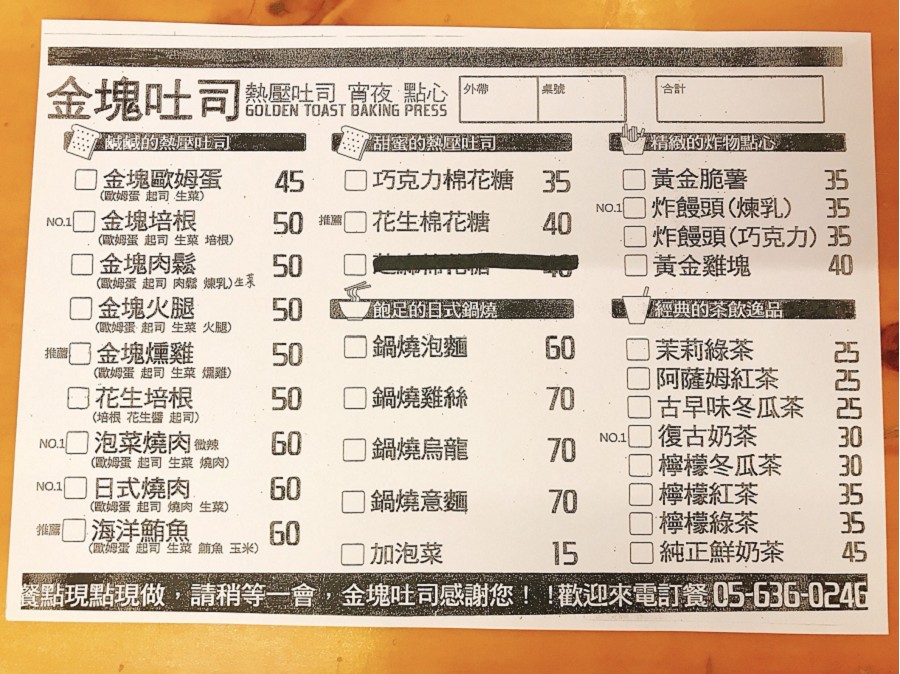 金塊吐司 熱壓吐司 宵夜 點心
GOLDEN TOAST BAKING PRESS
外帶 桌號 合計
鹹鹹的熱壓吐司
金塊歐姆蛋 45
(歐姆蛋 起司 生菜)
NO.1 金塊培根 50
(歐姆蛋 起司 生菜 培根)
金塊肉鬆 50
(歐姆蛋 起司 肉鬆 煉乳)生菜
金塊火腿 50
(歐姆蛋 起司 生菜 火腿)
推薦 金塊燻雞 50
(歐姆蛋 起司 生菜 燻雞)
花生培根 50
(培根 花生醬 起司)
NO.1 泡菜燒肉 微辣 60
(歐姆蛋 起司 生菜 燒肉)
NO.1 日式燒肉 60
(歐姆蛋 起司 燒肉 生菜)
推薦 海洋鮪魚 60
(歐姆蛋 起司 生菜 鮪魚 玉米)
甜蜜的熱壓吐司
巧克力棉花糖 35
推薦 花生棉花糖 40
飽足的日式鍋燒
鍋燒泡麵 60
鍋燒雞絲 70
鍋燒烏龍 70
鍋燒意麵 70
加泡菜 15
精緻的炸物點心
黃金脆薯 35
NO.1 炸饅頭(煉乳) 35
炸饅頭(巧克力) 35
黃金雞塊 40
經典的茶飲逸品
茉莉綠茶 25
阿薩姆紅茶 25
古早味冬瓜茶 25
NO.1 復古奶茶 30
檸檬冬瓜茶 30
檸檬紅茶 35
檸檬綠茶 35
純正鮮奶茶 45
餐點現點現做，請稍等一會，金塊吐司感謝您！!歡迎來電訂餐 05-636-0246